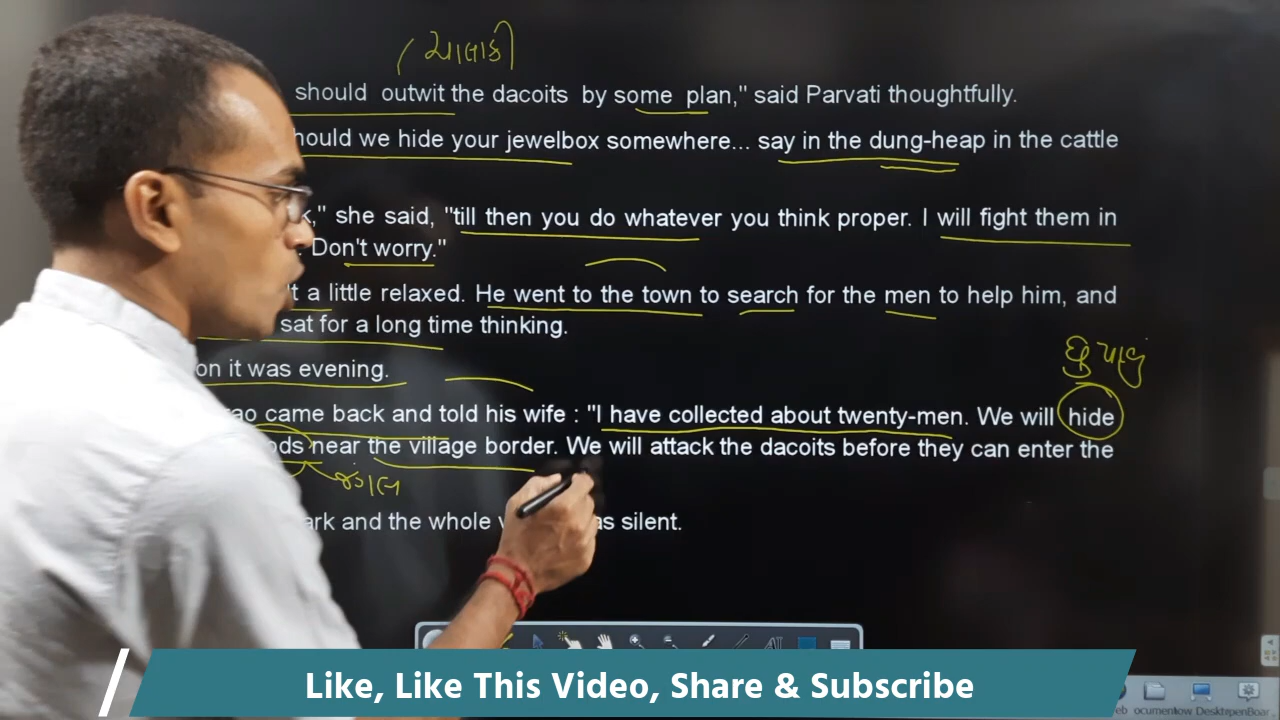 (ચાલાકી)
should outwit the dacoits by some plan," said Parvati thoughtfully.
hould we hide your jewelbox somewhere... say in the dung-heap in the cattle
k," she said, "till then you do whatever you think proper. I will fight them in
. Don't worry."
't a little relaxed. He went to the town to search for the men to help him, and
sat for a long time thinking.
on it was evening.
rao came back and told his wife : "I have collected about twenty-men. We will hide
ods near the village border. We will attack the dacoits before they can enter the
જંગલ
ark and the whole v as silent.
Like, Like This Video, Share & Subscribe